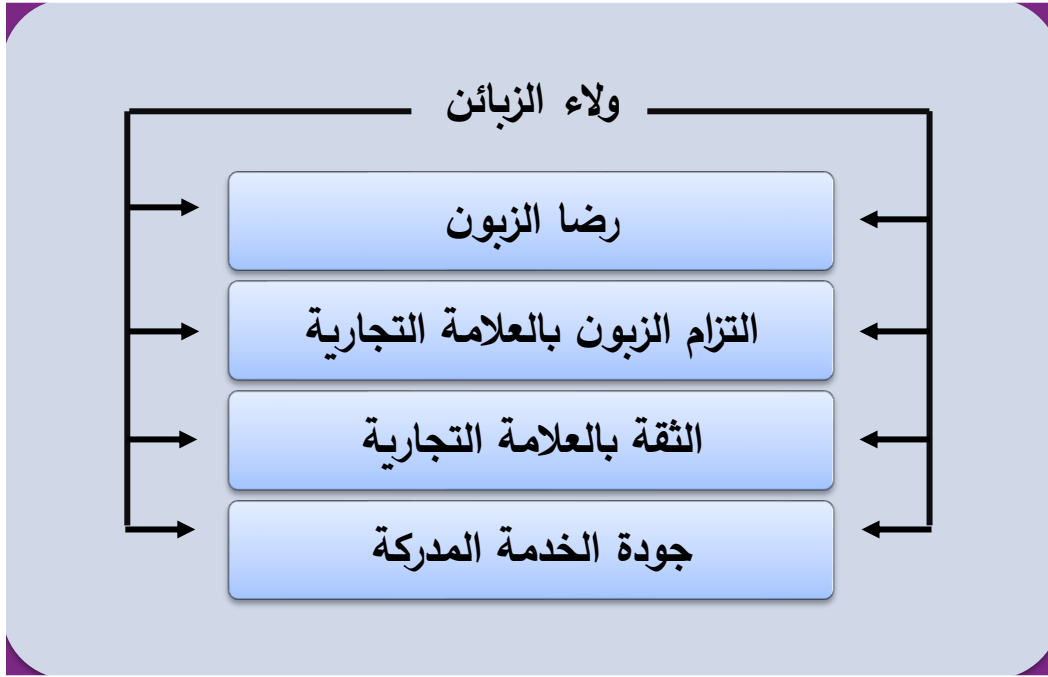 ولاء الزبائن
رضا الزبون
التزام الزبون بالعلامة التجارية
الثقة بالعلامة التجارية
جودة الخدمة المدركة